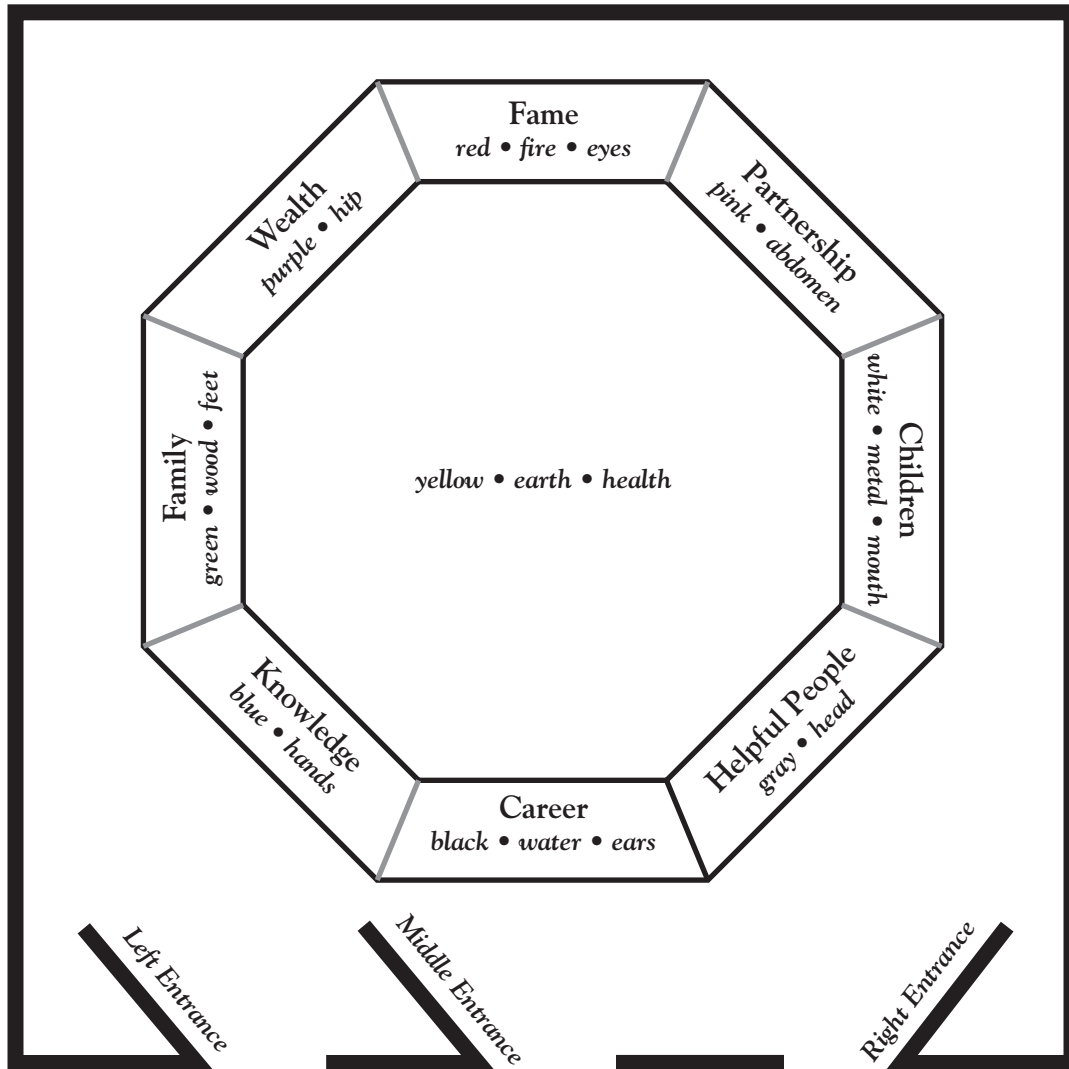 Fame
red • fire • eyes
Wealth
purple • hip
Partnership
pink • abdomen
Family
green • wood • feet
yellow • earth • health
Children
white • metal • mouth
Knowledge
blue • hands
Helpful People
gray • head
Career
black • water • ears
Left Entrance
Middle Entrance
Right Entrance